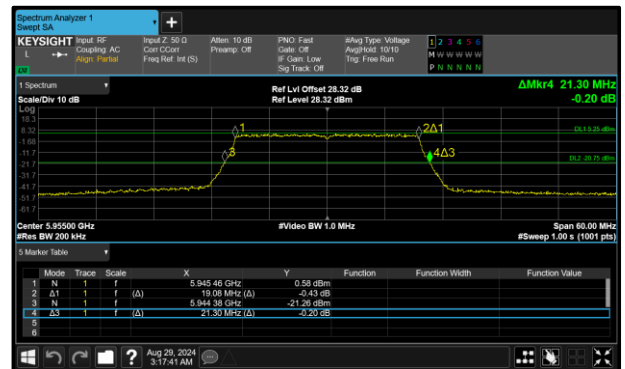 Spectrum Analyzer 1
Swept SA
+
KEYSIGHT Input: RF Input Z: 50 Ω Atten: 10 dB PNO: Fast #Avg Type: Voltage 1 2 3 4 5 6
L Coupling: AC Corr CCorr Preamp: Off Gate: Off Avg|Hold: 10/10 M W W W W W
Align: Partial Freq Ref: Int (S) IF Gain: Low Trig: Free Run
Sig Track: Off P N N N N N
LW
1 Spectrum
Ref Lvl Offset 28.32 dB ΔMkr4 21.30 MHz
Scale/Div 10 dB Ref Level 28.32 dBm -0.20 dB
Log
18.3
8.32 1 2Δ1 DL1 5.25 dBm
-1.68
-11.7 3 4Δ3
-21.7 DL2 -20.75 dBm
-31.7
-41.7
-51.7
-61.7
Center 5.95500 GHz #Video BW 1.0 MHz Span 60.00 MHz
#Res BW 200 kHz #Sweep 1.00 s (1001 pts)
5 Marker Table
Mode Trace Scale X Y Function Function Width Function Value
1 N 1 f 5.945 46 GHz 0.58 dBm
2 Δ1 1 f (Δ) 19.08 MHz (Δ) -0.43 dB
3 N 1 f 5.944 38 GHz -21.26 dBm
4 Δ3 1 f (Δ) 21.30 MHz (Δ) -0.20 dB
5
6
? Aug 29, 2024
3:17:41 AM